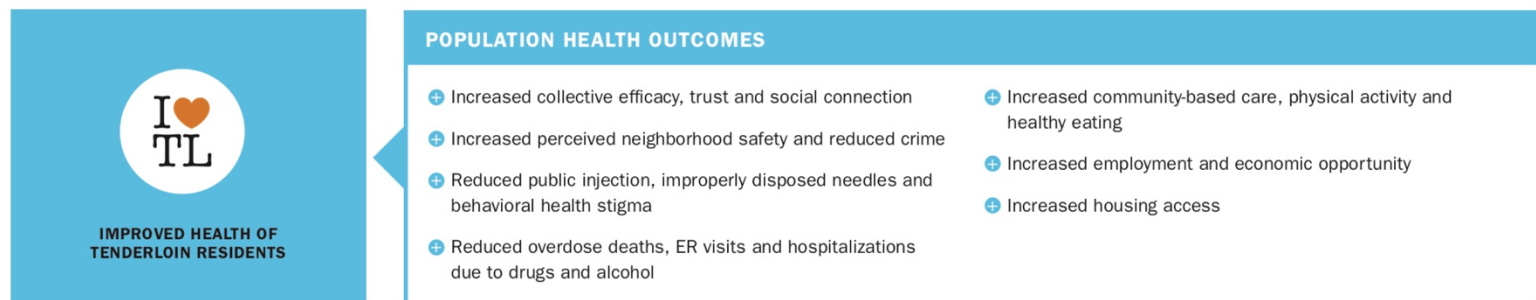 I
TL
IMPROVED HEALTH OF
TENDERLOIN RESIDENTS
POPULATION HEALTH OUTCOMES
Increased collective efficacy, trust and social connection
Increased perceived neighborhood safety and reduced crime
Reduced public injection, improperly disposed needles and
behavioral health stigma
Reduced overdose deaths, ER visits and hospitalizations
due to drugs and alcohol
Increased community-based care, physical activity and
healthy eating
Increased employment and economic opportunity
Increased housing access